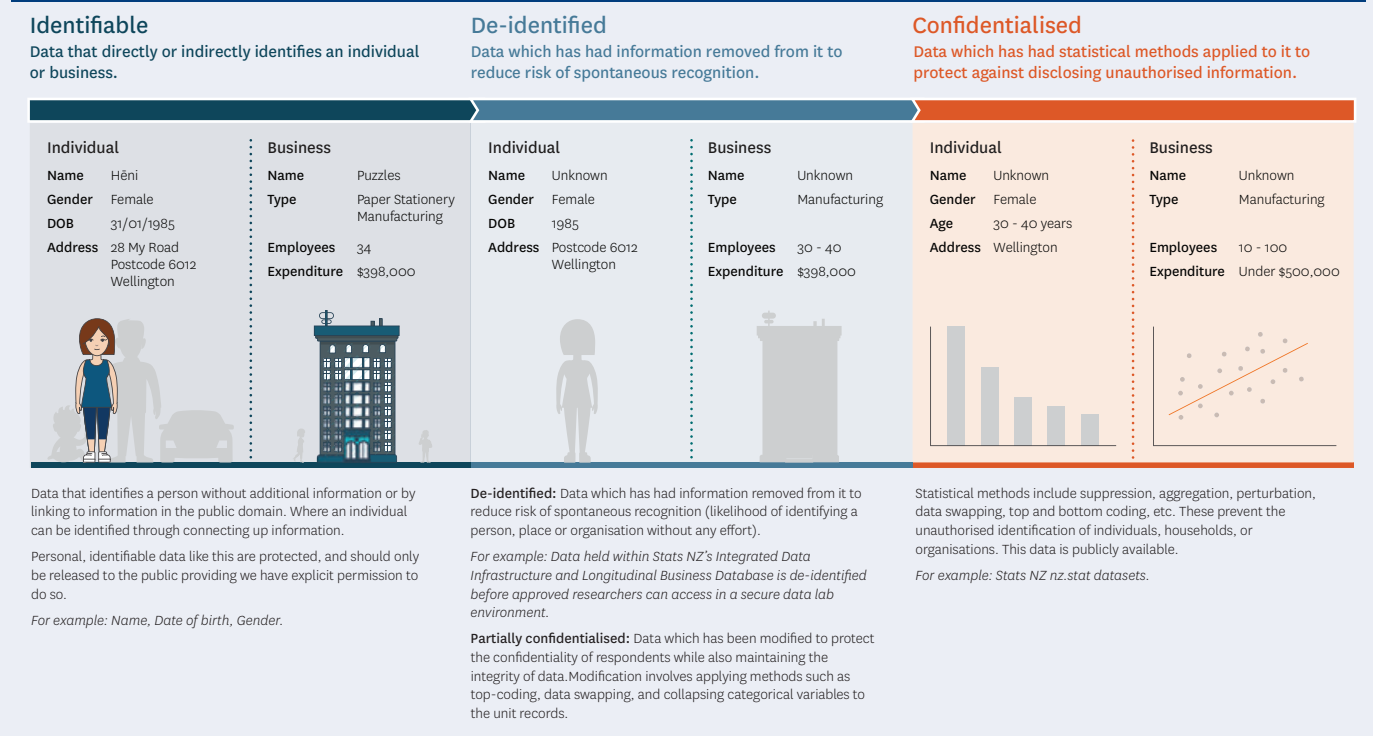 Identifiable
Data that directly or indirectly identifies an individual
or business.
De-identified
Data which has had information removed from it to
reduce risk of spontaneous recognition.
Confidentialised
Data which has had statistical methods applied to it to
protect against disclosing unauthorised information.
Individual
Name Hēni
Gender Female
DOB 31/01/1985
Address 28 My Road
Postcode 6012
Wellington
Business
Name Puzzles
Type Paper Stationery
Manufacturing
Employees 34
Expenditure $398,000
Individual
Name Unknown
Gender Female
DOB 1985
Address Postcode 6012
Wellington
Business
Name Unknown
Type Manufacturing
Employees 30 - 40
Expenditure $398,000
Individual
Name Unknown
Gender Female
Age 30 - 40 years
Address Wellington
Business
Name Unknown
Type Manufacturing
Employees 10 - 100
Expenditure Under $500,000
Data that identifies a person without additional information or by
linking to information in the public domain. Where an individual
can be identified through connecting up information.
Personal, identifiable data like this are protected, and should only
be released to the public providing we have explicit permission to
do so.
For example: Name, Date of birth, Gender.
De-identified: Data which has had information removed from it to
reduce risk of spontaneous recognition (likelihood of identifying a
person, place or organisation without any effort).
For example: Data held within Stats NZ's Integrated Data
Infrastructure and Longitudinal Business Database is de-identified
before approved researchers can access in a secure data lab
environment.
Partially confidentialised: Data which has been modified to protect
the confidentiality of respondents while also maintaining the
integrity of data.Modification involves applying methods such as
top-coding, data swapping, and collapsing categorical variables to
the unit records.
Statistical methods include suppression, aggregation, perturbation,
data swapping, top and bottom coding, etc. These prevent the
unauthorised identification of individuals, households, or
organisations. This data is publicly available.
For example: Stats NZ nz.stat datasets.